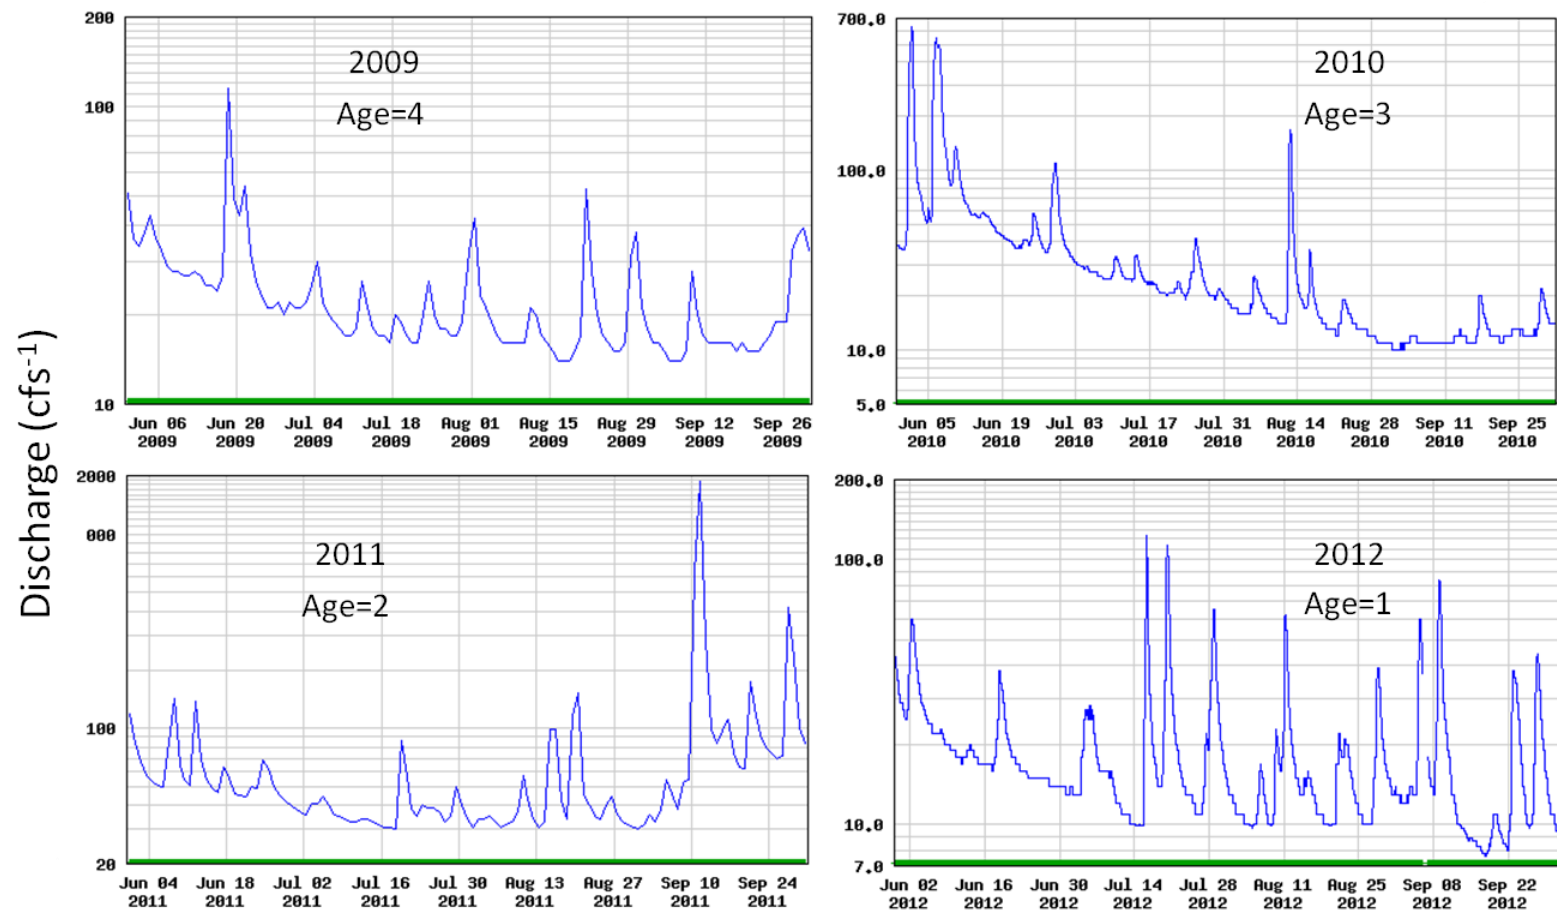 Discharge (cfs-1)
200
100
10
2009
Age=4
Jun 06 Jun 20 Jul 04 Jul 18 Aug 01 Aug 15 Aug 29 Sep 12 Sep 26
2009 2009 2009 2009 2009 2009 2009 2009 2009
700.0
100.0
10.0
5.0
2010
Age=3
Jun 05 Jun 19 Jul 03 Jul 17 Jul 31 Aug 14 Aug 28 Sep 11 Sep 25
2010 2010 2010 2010 2010 2010 2010 2010 2010
2000
000
100
20
2011
Age=2
Jun 04 Jun 18 Jul 02 Jul 16 Jul 30 Aug 13 Aug 27 Sep 10 Sep 24
2011 2011 2011 2011 2011 2011 2011 2011 2011
200.0
100.0
10.0
7.0
2012
Age=1
Jun 02 Jun 16 Jun 30 Jul 14 Jul 28 Aug 11 Aug 25 Sep 08 Sep 22
2012 2012 2012 2012 2012 2012 2012 2012 2012